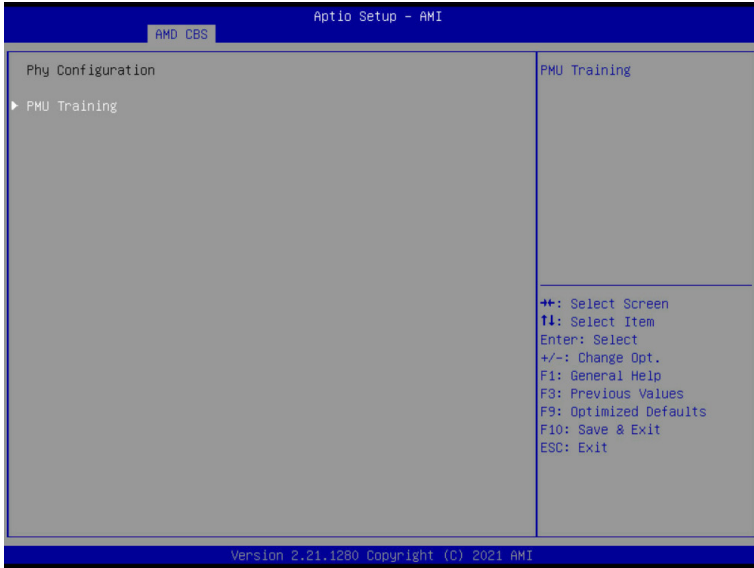 Aptio Setup - AMI
AMD CBS
Phy Configuration
PMU Training
PMU Training
→←: Select Screen
↑↓: Select Item
Enter: Select
+/-: Change Opt.
F1: General Help
F3: Previous Values
F9: Optimized Defaults
F10: Save & Exit
ESC: Exit
Version 2.21.1280 Copyright (C) 2021 AMI